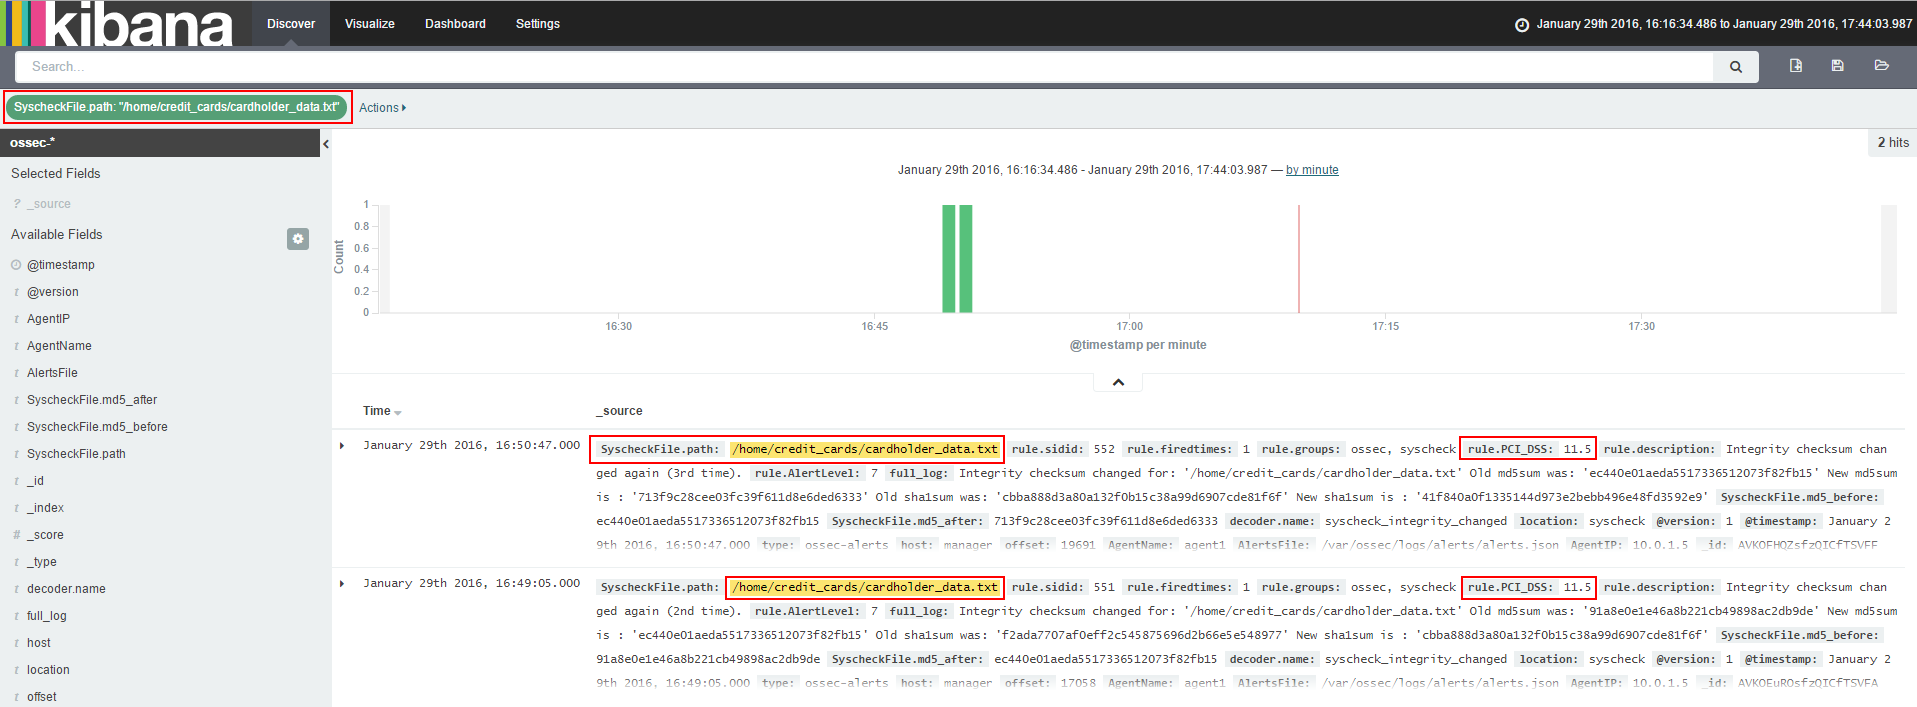 kibana Discover Visualize Dashboard Settings January 29th 2016, 16:16:34.486 to January 29th 2016, 17:44:03.987
Search...
SyscheckFile.path: "/home/credit_cards/cardholder_data.txt" Actions
ossec-*
2 hits
Selected Fields
? _source
Available Fields
@timestamp
t @version
t AgentIP
t AgentName
t AlertsFile
t SyscheckFile.md5_after
t SyscheckFile.md5_before
t SyscheckFile.path
t _id
t _index
# _score
t _type
t decoder.name
t full_log
t host
t location
t offset
January 29th 2016, 16:16:34.486 - January 29th 2016, 17:44:03.987 — by minute
Count
1
0.8
0.6
0.4
0.2
0
16:30 16:45 17:00 17:15 17:30
@timestamp per minute
Time _source
January 29th 2016, 16:50:47.000 SyscheckFile.path: /home/credit_cards/cardholder_data.txt rule.sidid: 552 rule.firedtimes: 1 rule.groups: ossec, syscheck rule.PCI_DSS: 11.5 rule.description: Integrity checksum chan
ged again (3rd time). rule.AlertLevel: 7 full_log: Integrity checksum changed for: '/home/credit_cards/cardholder_data.txt' Old md5sum was: 'ec440e01aeda5517336512073f82fb15' New md5sum
is : '713f9c28cee03fc39f611d8e6ded6333' Old sha1sum was: 'cbba888d3a80a132f0b15c38a99d6907cde81f6f' New sha1sum is : '41f840a0f1335144d973e2bebb496e48fd3592e9' SyscheckFile.md5_before:
ec440e01aeda5517336512073f82fb15 SyscheckFile.md5_after: 713f9c28cee03fc39f611d8e6ded6333 decoder.name: syscheck_integrity_changed location: syscheck @version: 1 @timestamp: January 2
9th 2016, 16:50:47.000 type: ossec-alerts host: manager offset: 19691 AgentName: agent1 AlertsFile: /var/ossec/logs/alerts/alerts.json AgentIP: 10.0.1.5 _id:
January 29th 2016, 16:49:05.000 SyscheckFile.path: /home/credit_cards/cardholder_data.txt rule.sidid: 551 rule.firedtimes: 1 rule.groups: ossec, syscheck rule.PCI_DSS: 11.5 rule.description: Integrity checksum chan
ged again (2nd time). rule.AlertLevel: 7 full_log: Integrity checksum changed for: '/home/credit_cards/cardholder_data.txt' Old md5sum was: '91a8e0e1e46a8b221cb49898ac2db9de' New md5sum
is : 'ec440e01aeda5517336512073f82fb15' Old sha1sum was: 'f2ada7707af0eff2c545875696d2b66e5e548977' New sha1sum is : 'cbba888d3a80a132f0b15c38a99d6907cde81f6f' SyscheckFile.md5_before:
91a8e0e1e46a8b221cb49898ac2db9de SyscheckFile.md5_after: ec440e01aeda5517336512073f82fb15 decoder.name: syscheck_integrity_changed location: syscheck @version: 1 @timestamp: January 2
9th 2016, 16:49:05.000 type: ossec-alerts host: manager offset: 17058 AgentName: agent1 AlertsFile: /var/ossec/logs/alerts/alerts.json AgentIP: 10.0.1.5 _id: